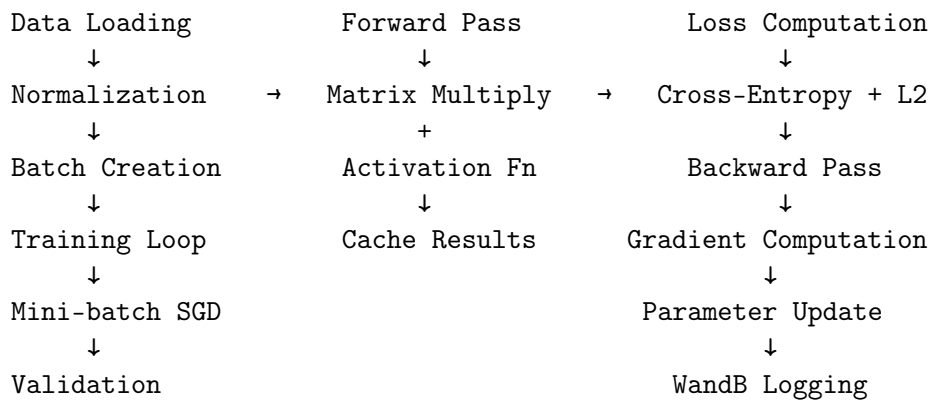 Data Loading Forward Pass Loss Computation
↓ ↓ ↓
Normalization → Matrix Multiply → Cross-Entropy + L2
↓ + ↓
Batch Creation Activation Fn Backward Pass
↓ ↓ ↓
Training Loop Cache Results Gradient Computation
↓ ↓
Mini-batch SGD Parameter Update
↓ ↓
Validation WandB Logging